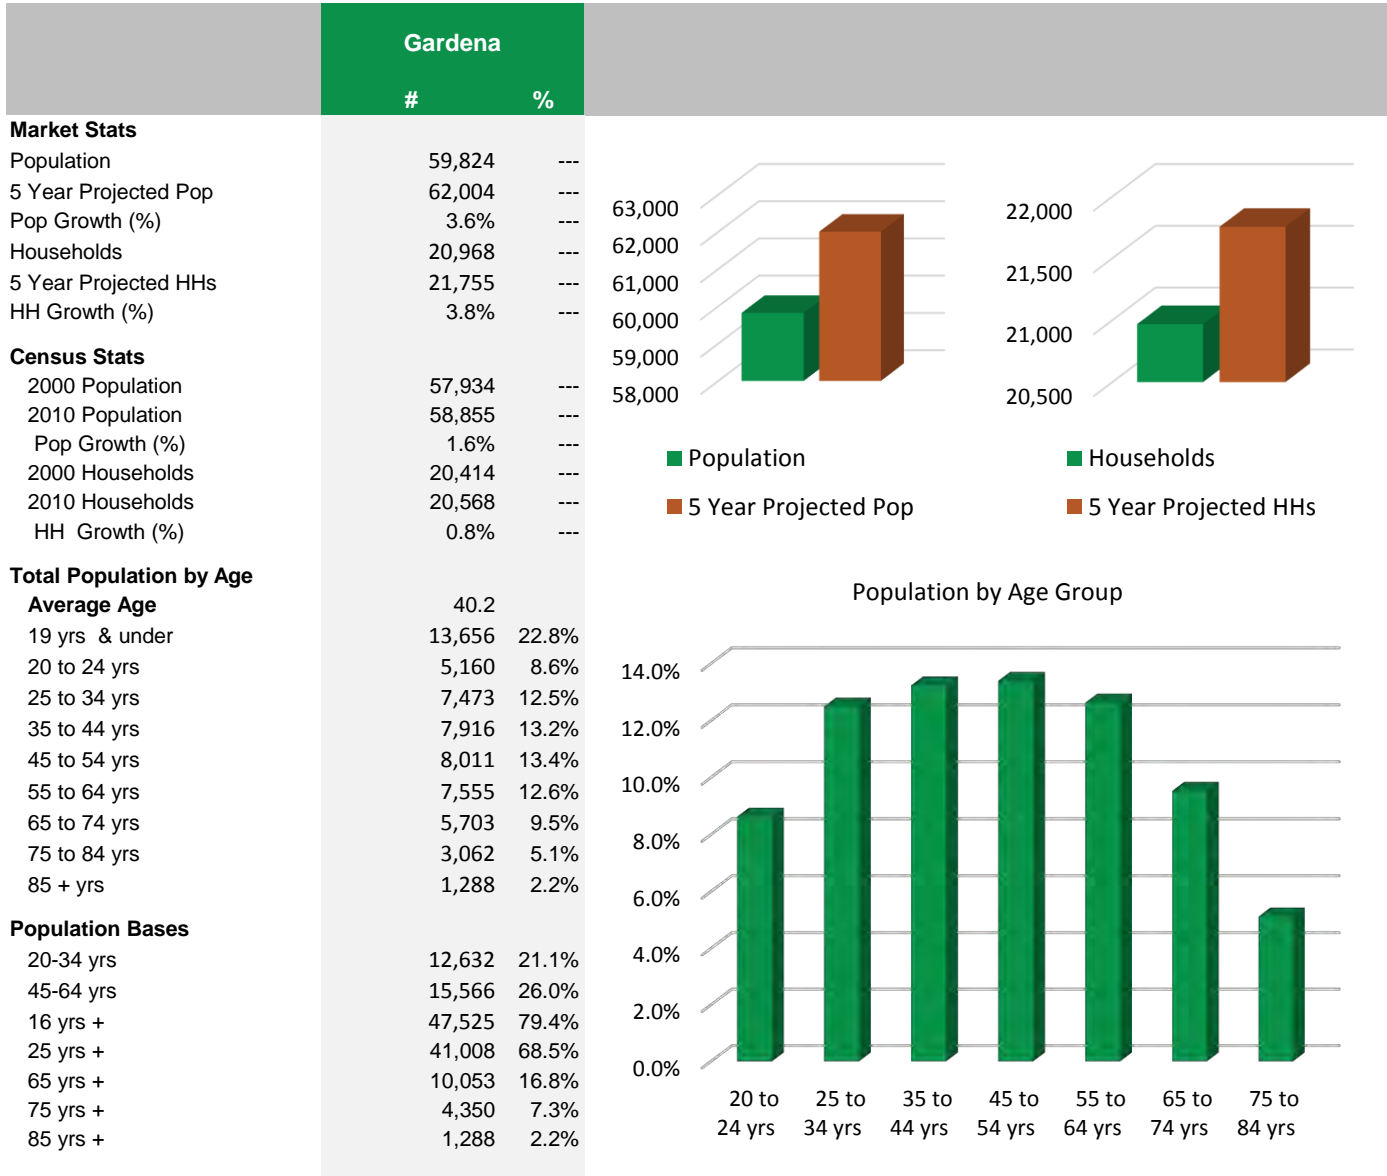 Gardena
# %
Market Stats
Population 59,824 ---
5 Year Projected Pop 62,004 ---
Pop Growth (%) 3.6% ---
Households 20,968 ---
5 Year Projected HHs 21,755 ---
HH Growth (%) 3.8% ---
Census Stats
2000 Population 57,934 ---
2010 Population 58,855 ---
Pop Growth (%) 1.6% ---
2000 Households 20,414 ---
2010 Households 20,568 ---
HH Growth (%) 0.8% ---
Total Population by Age
Average Age 40.2
19 yrs & under 13,656 22.8%
20 to 24 yrs 5,160 8.6%
25 to 34 yrs 7,473 12.5%
35 to 44 yrs 7,916 13.2%
45 to 54 yrs 8,011 13.4%
55 to 64 yrs 7,555 12.6%
65 to 74 yrs 5,703 9.5%
75 to 84 yrs 3,062 5.1%
85 + yrs 1,288 2.2%
Population Bases
20-34 yrs 12,632 21.1%
45-64 yrs 15,566 26.0%
16 yrs + 47,525 79.4%
25 yrs + 41,008 68.5%
65 yrs + 10,053 16.8%
75 yrs + 4,350 7.3%
85 yrs + 1,288 2.2%
63,000
62,000
61,000
60,000
59,000
58,000
Population
5 Year Projected Pop
22,000
21,500
21,000
20,500
Households
5 Year Projected HHs
Population by Age Group
14.0%
12.0%
10.0%
8.0%
6.0%
4.0%
2.0%
0.0%
20 to 25 to 35 to 45 to 55 to 65 to 75 to
24 yrs 34 yrs 44 yrs 54 yrs 64 yrs 74 yrs 84 yrs